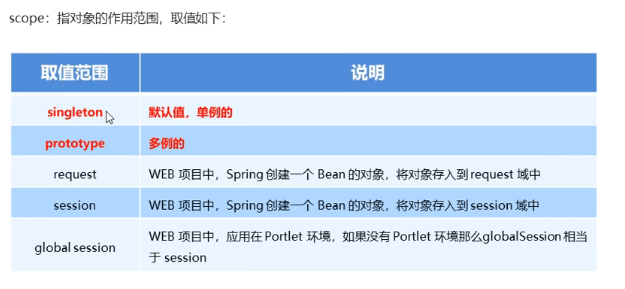 scope：指对象的作用范围，取值如下：
取值范围 说明
singleton 默认值，单例的
prototype 多例的
request WEB 项目中，Spring 创建一个 Bean 的对象，将对象存入到 request 域中
session WEB 项目中，Spring 创建一个 Bean 的对象，将对象存入到 session 域中
global session WEB 项目中，应用在 Portlet 环境，如果没有 Portlet 环境那么globalSession 相当
于 session